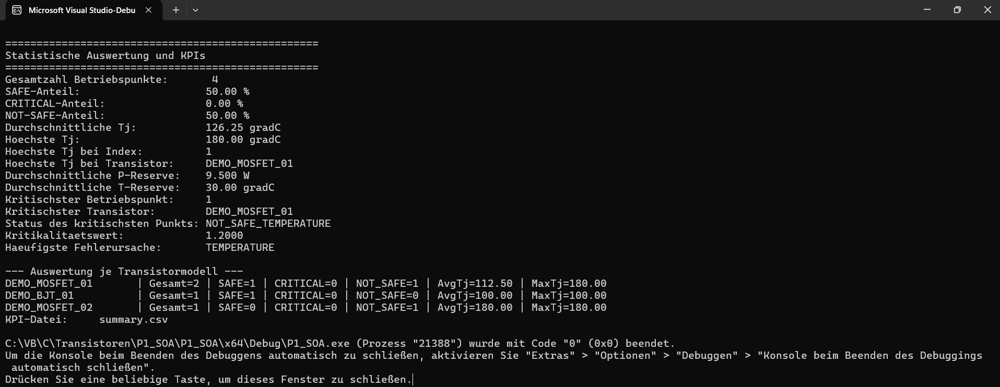 Microsoft Visual Studio-Debu
==================================================
Statistische Auswertung und KPIs
==================================================
Gesamtzahl Betriebspunkte:       4
SAFE-Anteil:                    50.00 %
CRITICAL-Anteil:                0.00 %
NOT-SAFE-Anteil:                50.00 %
Durchschnittliche Tj:           126.25 gradC
Hoechste Tj:                    180.00 gradC
Hoechste Tj bei Index:          1
Hoechste Tj bei Transistor:     DEMO_MOSFET_01
Durchschnittliche P-Reserve:    9.500 W
Durchschnittliche T-Reserve:    30.00 gradC
Kritischster Betriebspunkt:     1
Kritischster Transistor:        DEMO_MOSFET_01
Status des kritischsten Punkts: NOT_SAFE_TEMPERATURE
Kritikalitaetswert:             1.2000
Haeufigste Fehlerursache:       TEMPERATURE
--- Auswertung je Transistormodell ---
DEMO_MOSFET_01       | Gesamt=2 | SAFE=1 | CRITICAL=0 | NOT_SAFE=1 | AvgTj=112.50 | MaxTj=180.00
DEMO_BJT_01          | Gesamt=1 | SAFE=1 | CRITICAL=0 | NOT_SAFE=0 | AvgTj=100.00 | MaxTj=100.00
DEMO_MOSFET_02       | Gesamt=1 | SAFE=0 | CRITICAL=0 | NOT_SAFE=1 | AvgTj=180.00 | MaxTj=180.00
KPI-Datei:     summary.csv
C:\VB\C\Transistoren\P1_SOA\P1_SOA\x64\Debug\P1_SOA.exe (Prozess "21388") wurde mit Code "0" (0x0) beendet.
Um die Konsole beim Beenden des Debuggens automatisch zu schließen, aktivieren Sie "Extras" > "Optionen" > "Debuggen" > "Konsole beim Beenden des Debuggings
 automatisch schließen".
Drücken Sie eine beliebige Taste, um dieses Fenster zu schließen.